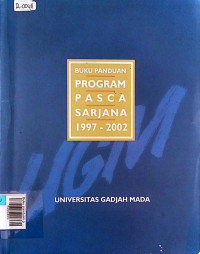 BUKU PANDUAN
PROGRAM
PASCA
SARJANA
1997 - 2002
UGM
UNIVERSITAS GADJAH MADA